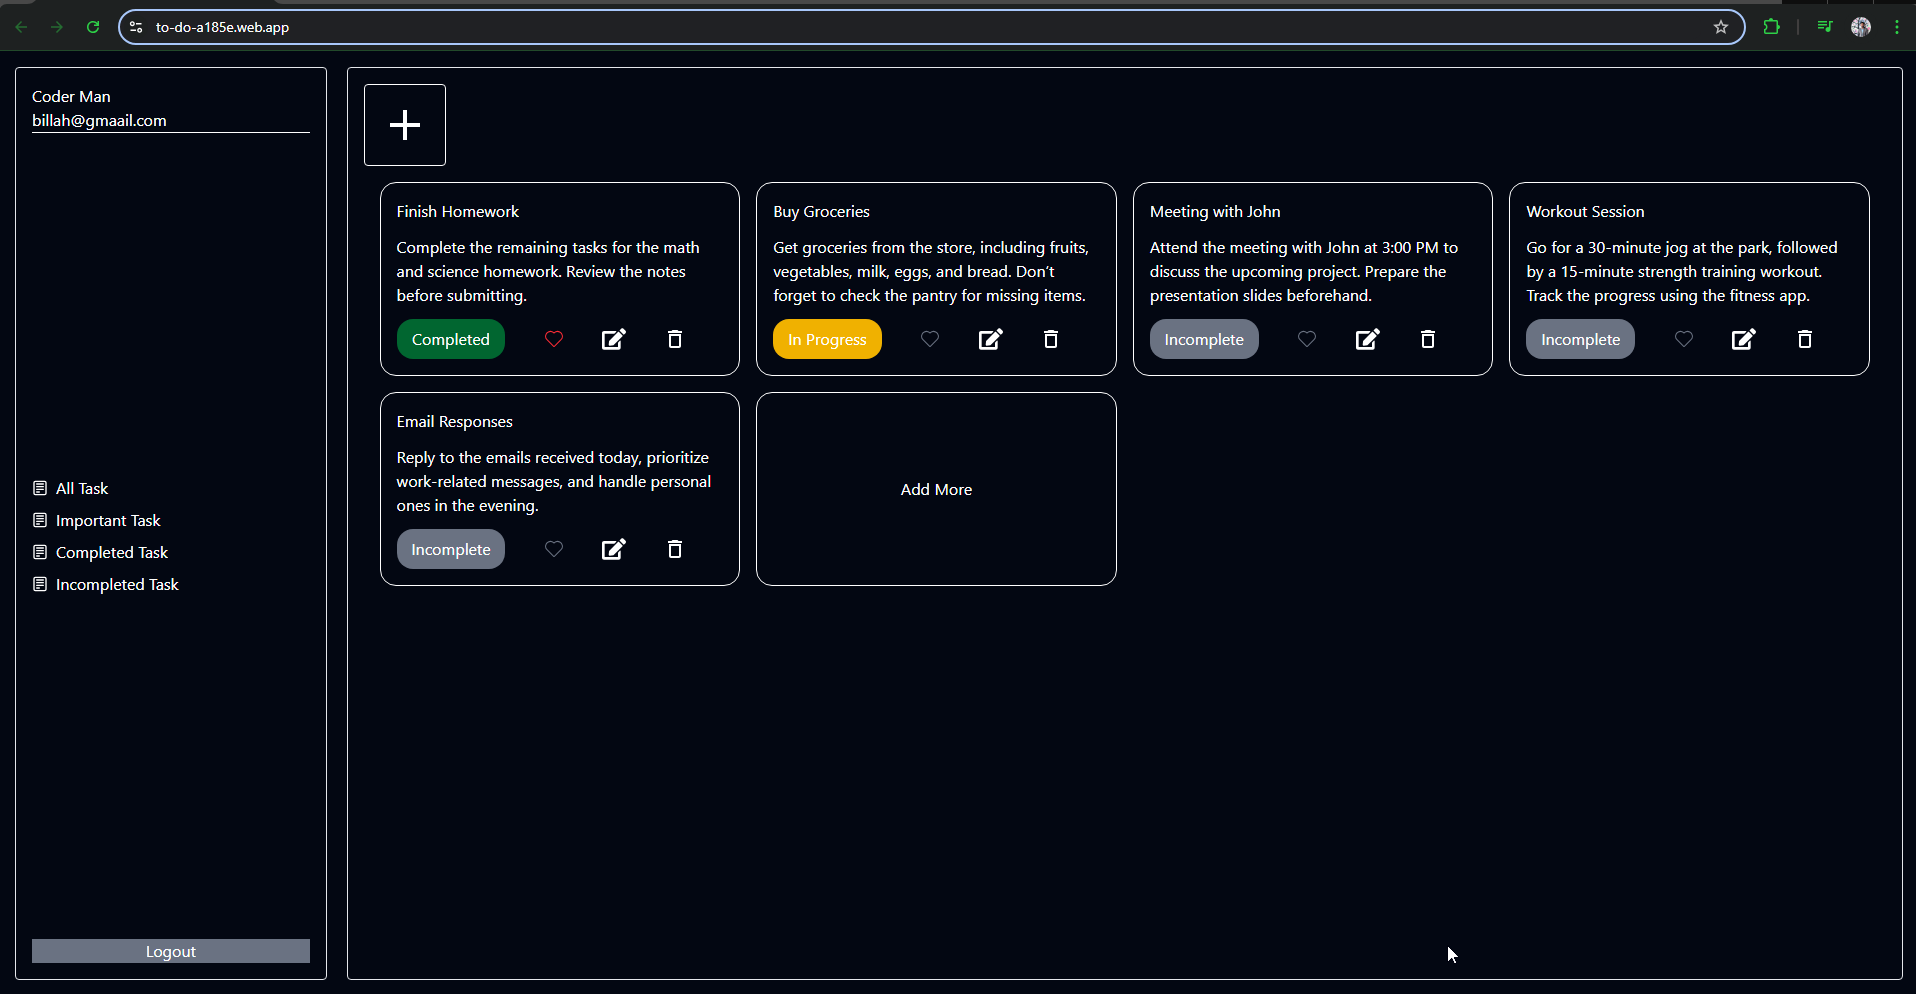 to-do-a185e.web.app
Coder Man
billah@gmaail.com
All Task
Important Task
Completed Task
Incompleted Task
Logout
Finish Homework
Complete the remaining tasks for the math
and science homework. Review the notes
before submitting.
Completed
Buy Groceries
Get groceries from the store, including fruits,
vegetables, milk, eggs, and bread. Don’t
forget to check the pantry for missing items.
In Progress
Meeting with John
Attend the meeting with John at 3:00 PM to
discuss the upcoming project. Prepare the
presentation slides beforehand.
Incomplete
Workout Session
Go for a 30-minute jog at the park, followed
by a 15-minute strength training workout.
Track the progress using the fitness app.
Incomplete
Email Responses
Reply to the emails received today, prioritize
work-related messages, and handle personal
ones in the evening.
Incomplete
Add More